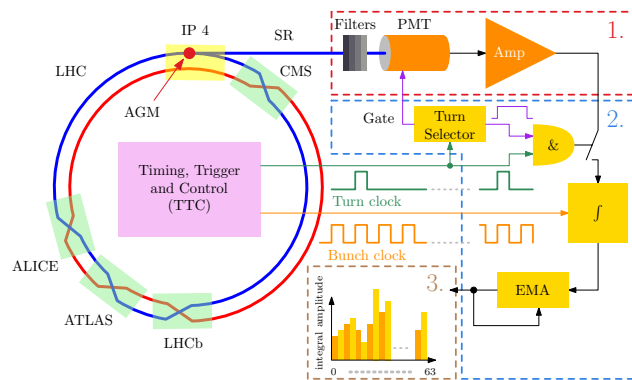 IP 4
SR
Filters
PMT
1.
LHC
CMS
Amp
AGM
Gate
Turn
Selector
2.
&
Timing, Trigger
and Control
(TTC)
Turn clock
∫
Bunch clock
ALICE
ATLAS
LHCb
3.
EMA
integral amplitude
0
63